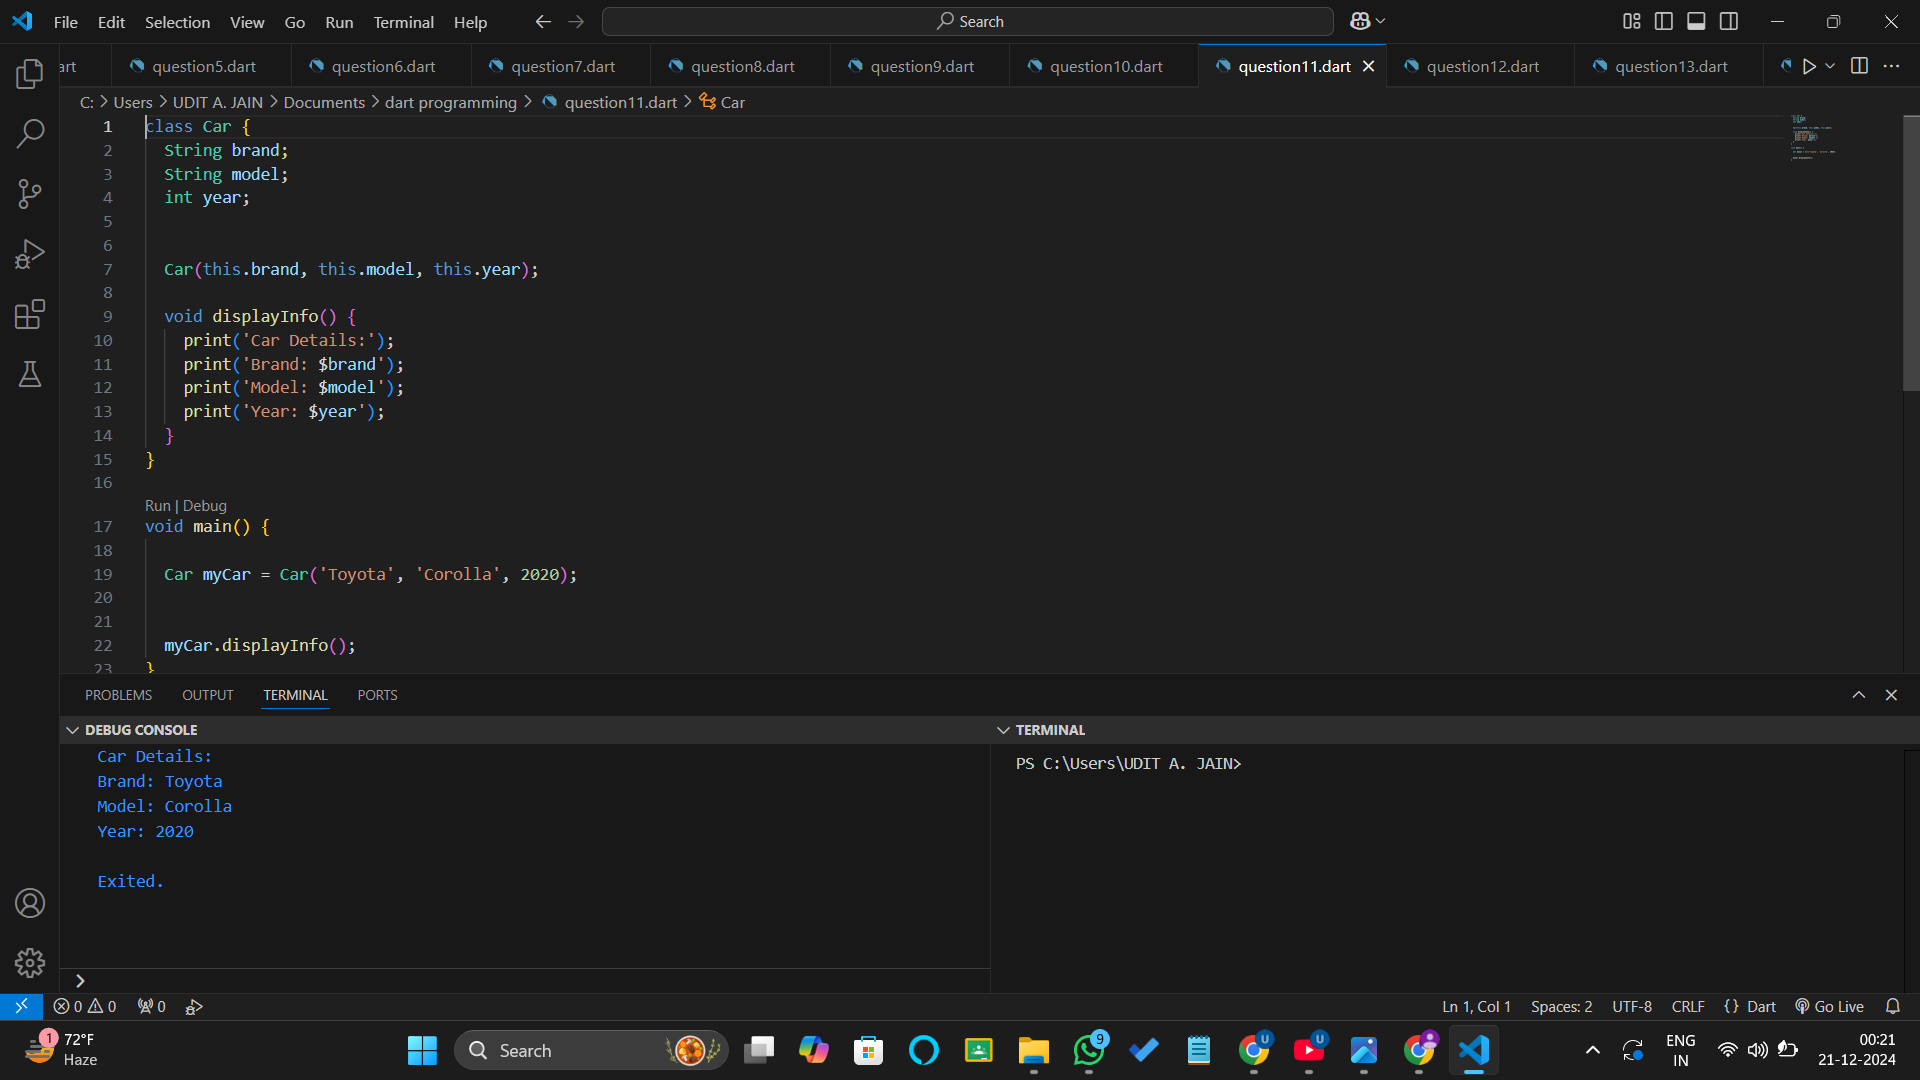 File Edit Selection View Go Run Terminal Help
Search
art question5.dart question6.dart question7.dart question8.dart question9.dart question10.dart question11.dart question12.dart question13.dart
C: > Users > UDIT A. JAIN > Documents > dart programming > question11.dart > Car
1 class Car {
2 String brand;
3 String model;
4 int year;
5
6
7 Car(this.brand, this.model, this.year);
8
9 void displayInfo() {
10 print('Car Details:');
11 print('Brand: $brand');
12 print('Model: $model');
13 print('Year: $year');
14 }
15 }
16
Run | Debug
17 void main() {
18
19 Car myCar = Car('Toyota', 'Corolla', 2020);
20
21
22 myCar.displayInfo();
23 }
PROBLEMS OUTPUT TERMINAL PORTS
DEBUG CONSOLE
Car Details:
Brand: Toyota
Model: Corolla
Year: 2020
Exited.
TERMINAL
PS C:\Users\UDIT A. JAIN>
0 0 0
Ln 1, Col 1 Spaces: 2 UTF-8 CRLF {} Dart Go Live
1
72°F
Haze
Search
9
U
U
ENG
IN
00:21
21-12-2024